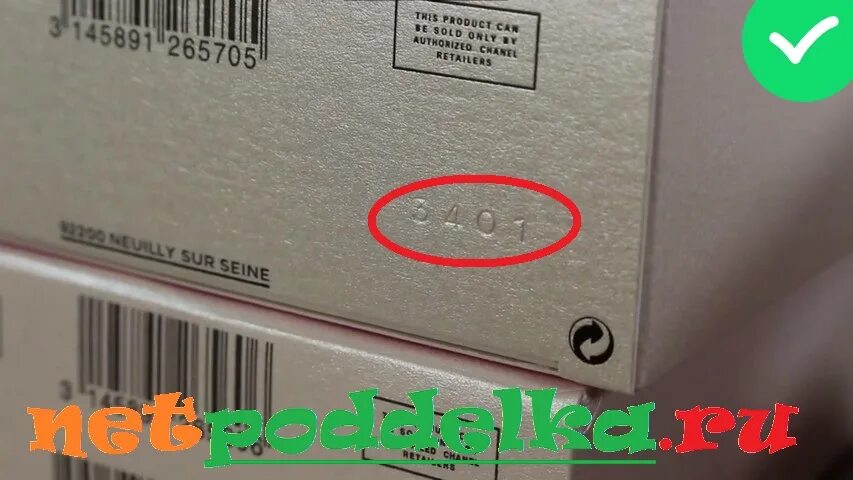 3 145891 265705
THIS PRODUCT CAN
BE SOLD ONLY BY
AUTHORIZED CHANEL
RETAILERS
3401
92200 NEUILLY SUR SEINE
netpoddelka.ru
RETAILERS